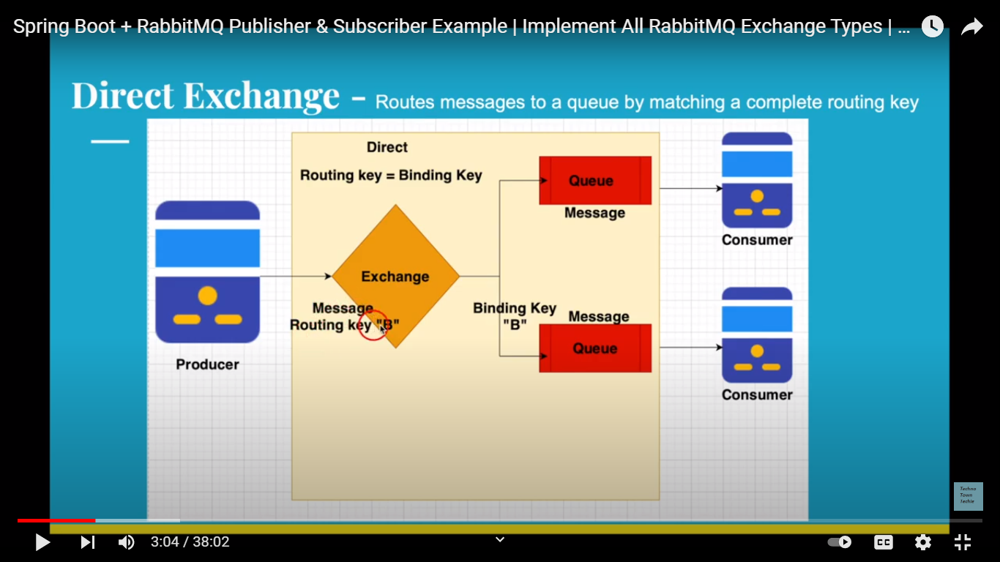 Spring Boot + RabbitMQ Publisher & Subscriber Example | Implement All RabbitMQ Exchange Types | ...
Direct Exchange - Routes messages to a queue by matching a complete routing key
Direct
Routing key = Binding Key
Queue
Message
Consumer
Exchange
Message
Routing key "B"
Binding Key
"B"
Message
Queue
Producer
Consumer
Techno
Town
Techie
3:04 / 38:02
CC